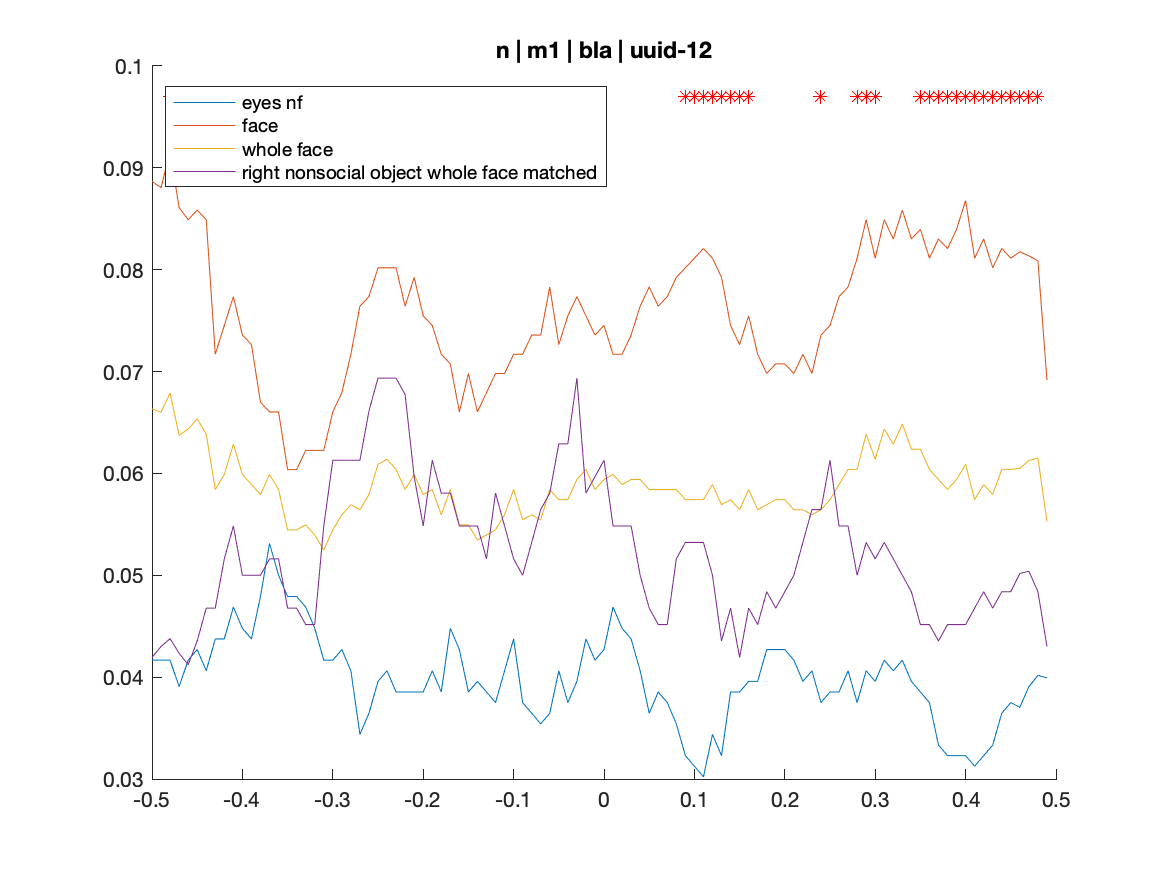 n | m1 | bla | uuid-12
0.1
0.09
0.08
0.07
0.06
0.05
0.04
0.03
eyes nf
face
whole face
right nonsocial object whole face matched
-0.5 -0.4 -0.3 -0.2 -0.1 0 0.1 0.2 0.3 0.4 0.5